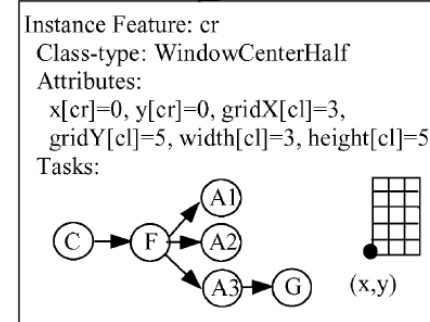 Instance Feature: cr
Class-type: WindowCenterHalf
Attributes:
x[cr]=0, y[cr]=0, gridX[cl]=3,
gridY[cl]=5, width[cl]=3, height[cl]=5
Tasks:
A1
C F A2
A3 G (x,y)